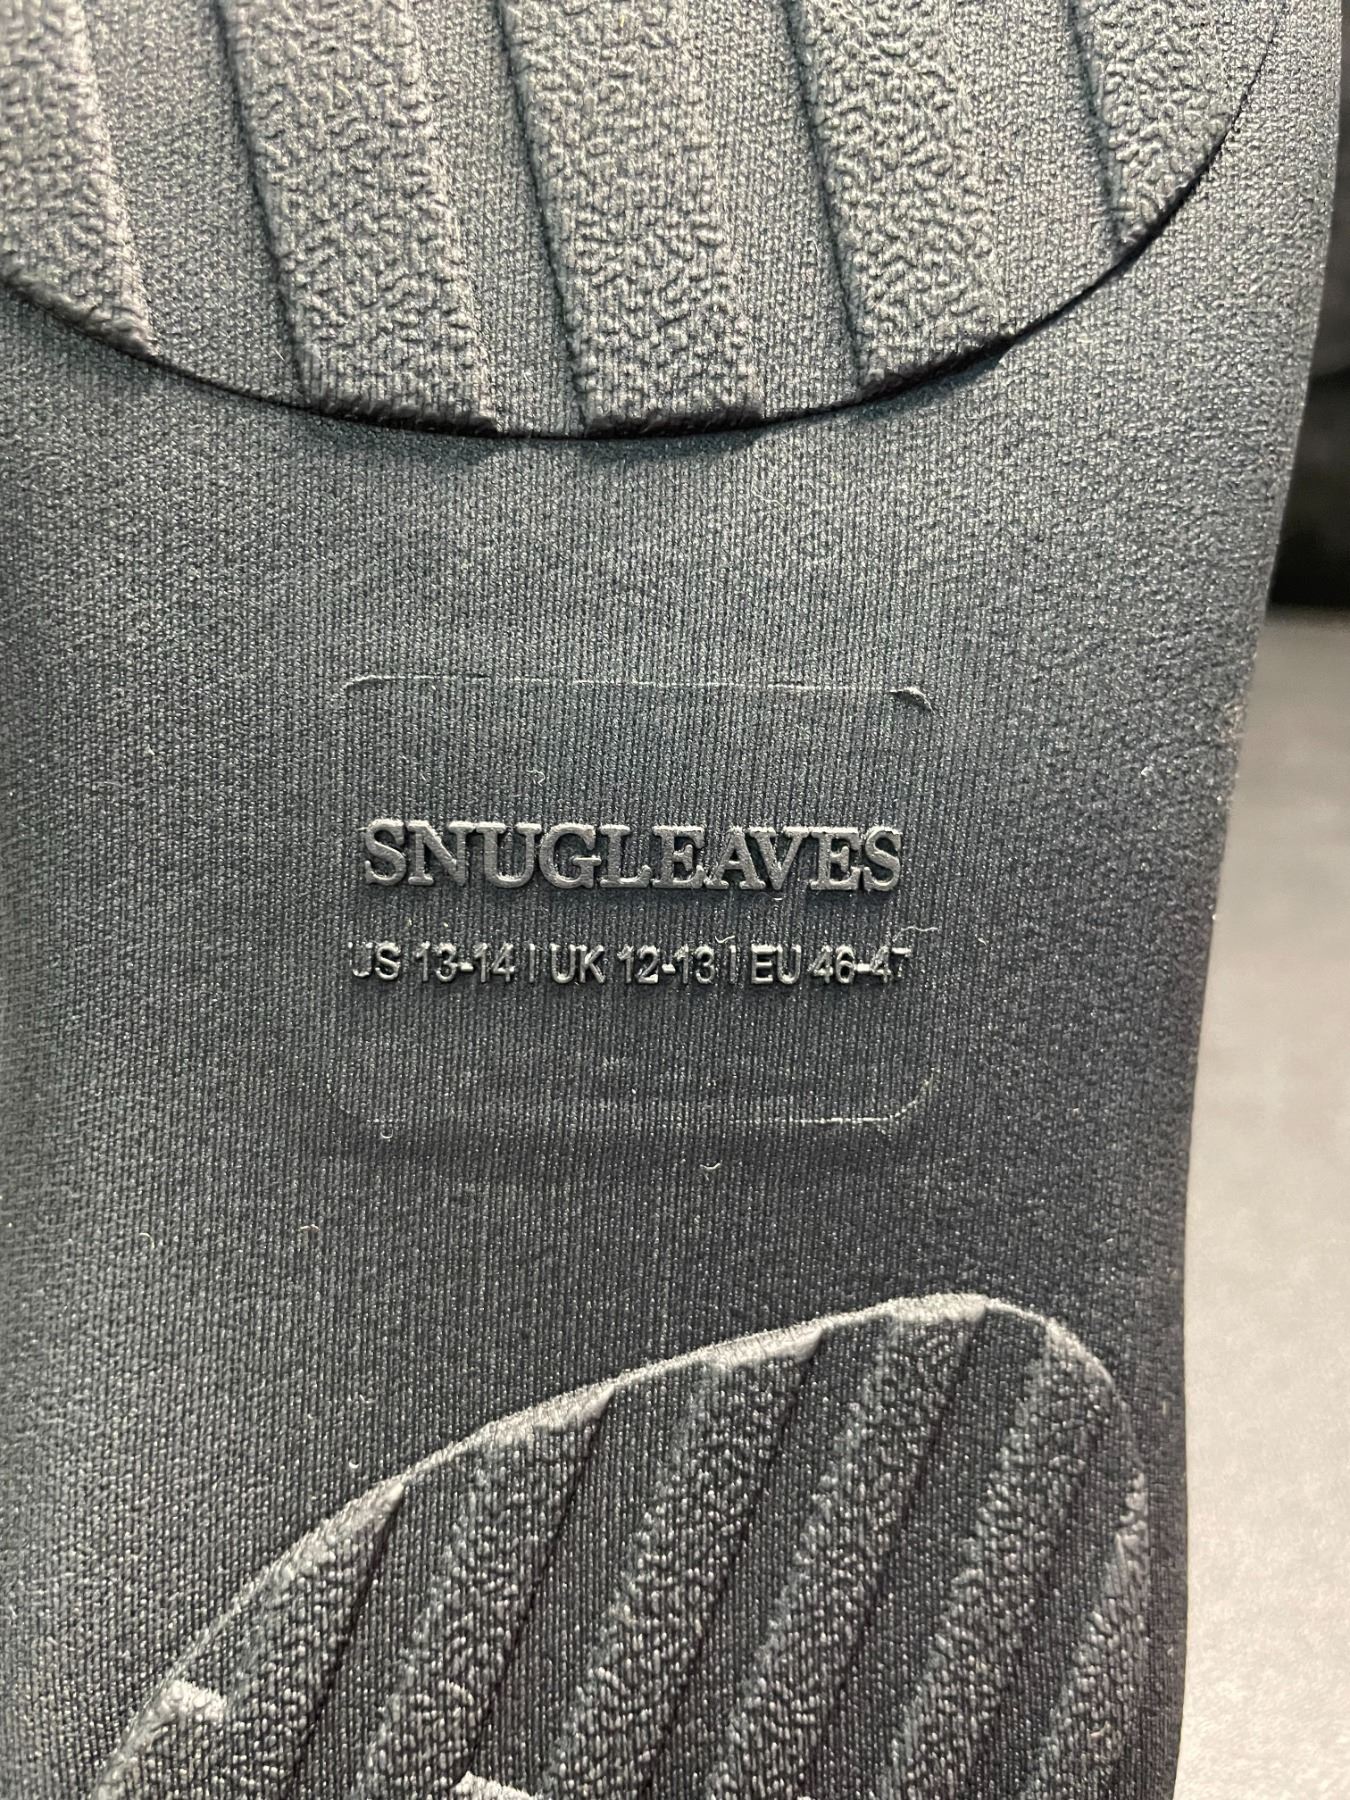 SNUGLEAVES
US 13-14 | UK 12-13 | EU 46-47